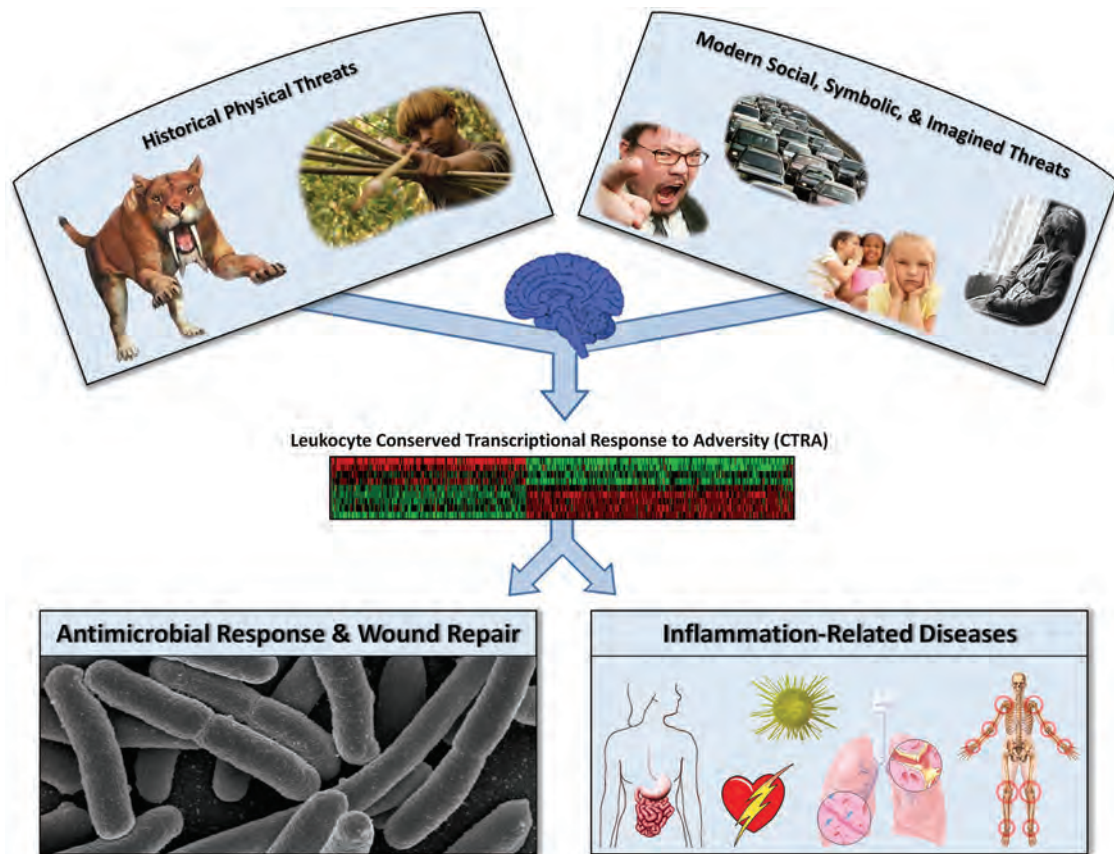 Historical Physical Threats
Modern Social, Symbolic, & Imagined Threats
Leukocyte Conserved Transcriptional Response to Adversity (CTRA)
Antimicrobial Response & Wound Repair
Inflammation-Related Diseases